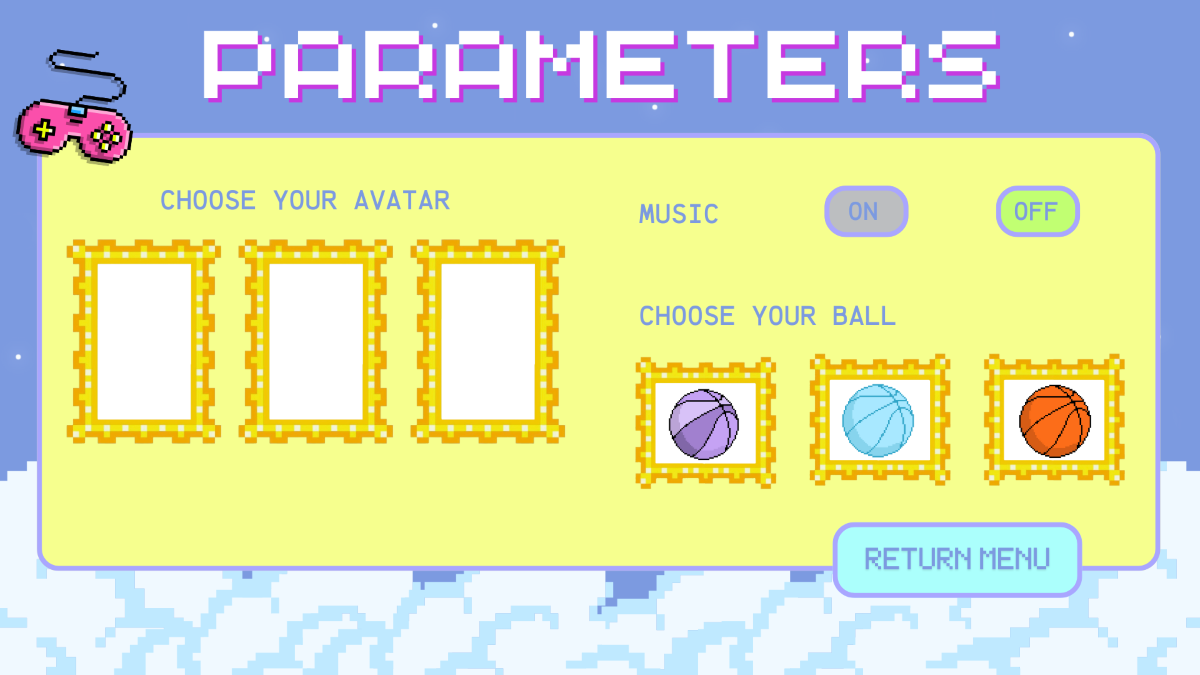 PARAMETERS
CHOOSE YOUR AVATAR
MUSIC ON OFF
CHOOSE YOUR BALL
RETURN MENU